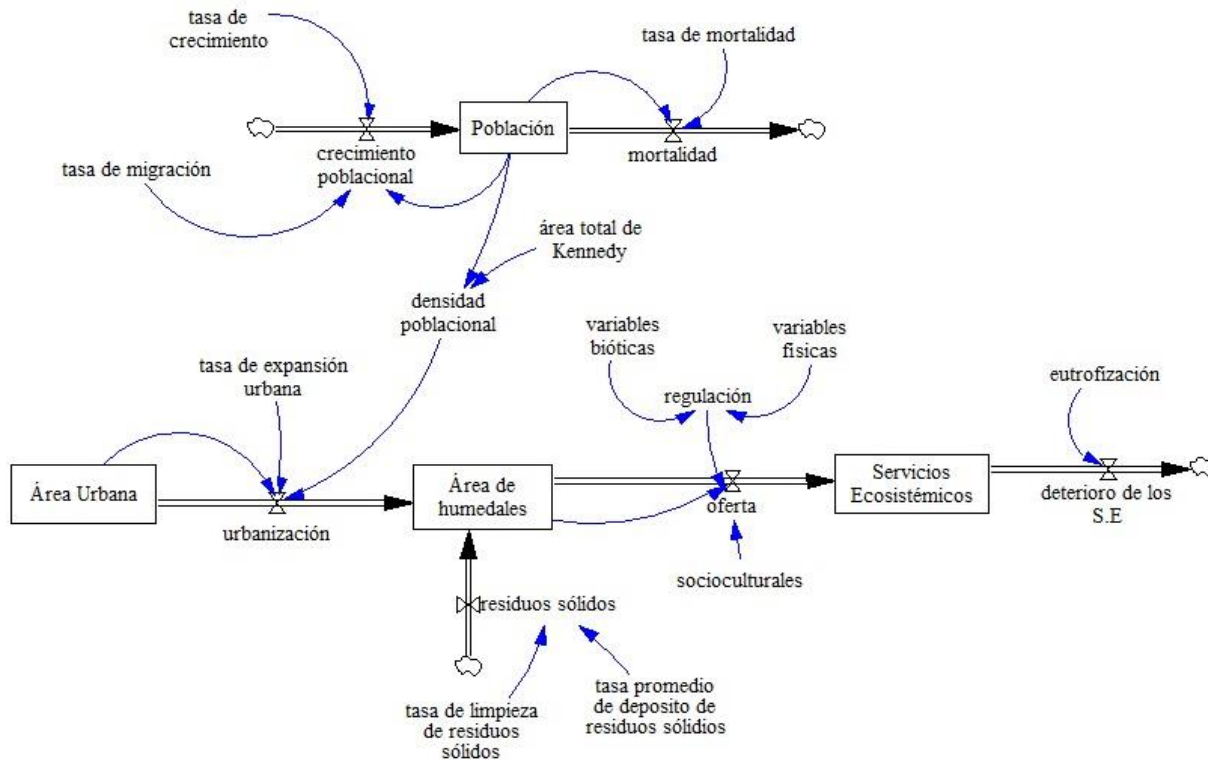 tasa de
crecimiento
tasa de mortalidad
Población
crecimiento
poblacional
mortalidad
tasa de migración
área total de
Kennedy
densidad
poblacional
variables
bióticas
variables
físicas
tasa de expansión
urbana
regulación
eutrofización
Área Urbana
Área de
humedales
Servicios
Ecosistémicos
urbanización
oferta
deterioro de los
S.E
socioculturales
residuos sólidos
tasa promedio
de deposito de
residuos sólidios
tasa de limpieza
de residuos
sólidos